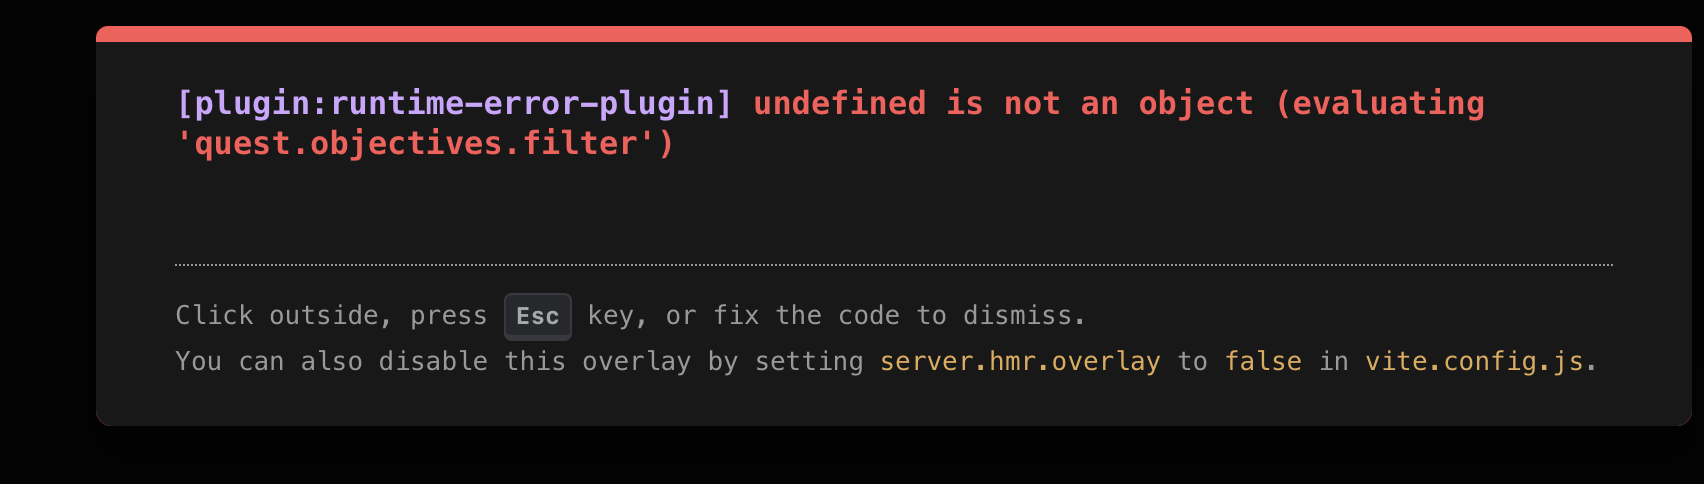 [plugin:runtime-error-plugin] undefined is not an object (evaluating
'quest.objectives.filter')
Click outside, press Esc key, or fix the code to dismiss.
You can also disable this overlay by setting server.hmr.overlay to false in vite.config.js.